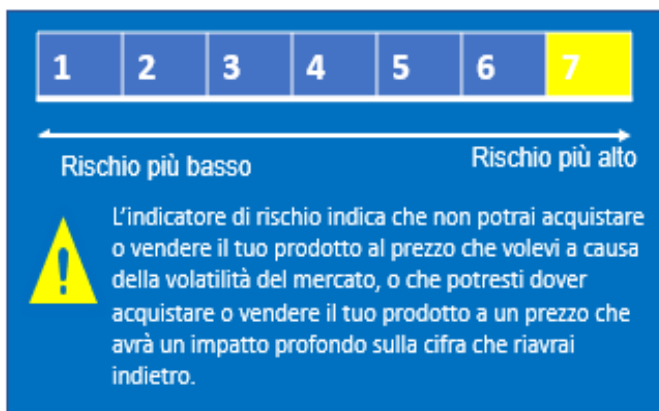 1 2 3 4 5 6 7
Rischio più basso Rischio più alto
L'indicatore di rischio indica che non potrai acquistare
o vendere il tuo prodotto al prezzo che volevi a causa
della volatilità del mercato, o che potresti dover
acquistare o vendere il tuo prodotto a un prezzo che
avrà un impatto profondo sulla cifra che riavrai
indietro.
!